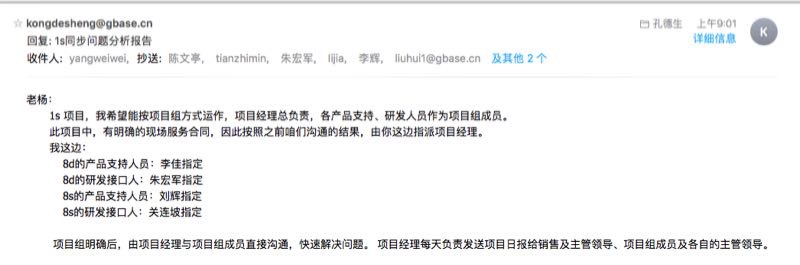 kongdesheng@gbase.cn
孔德生 上午9:01
回复: 1s同步问题分析报告
详细信息
K
收件人: yangweiwei, 抄送: 陈文亭, tianzhimin, 朱宏军, lijia, 李辉, liuhui1@gbase.cn 及其他 2 个
老杨:
1s 项目，我希望能按项目组方式运作，项目经理总负责，各产品支持、研发人员作为项目组成员。
此项目中，有明确的现场服务合同，因此按照之前咱们沟通的结果，由你这边指派项目经理。
我这边:
8d的产品支持人员: 李佳指定
8d的研发接口人: 朱宏军指定
8s的产品支持人员: 刘辉指定
8s的研发接口人: 关连坡指定
项目组明确后，由项目经理与项目组成员直接沟通，快速解决问题。 项目经理每天负责发送项目日报给销售及主管领导、项目组成员及各自的主管领导。